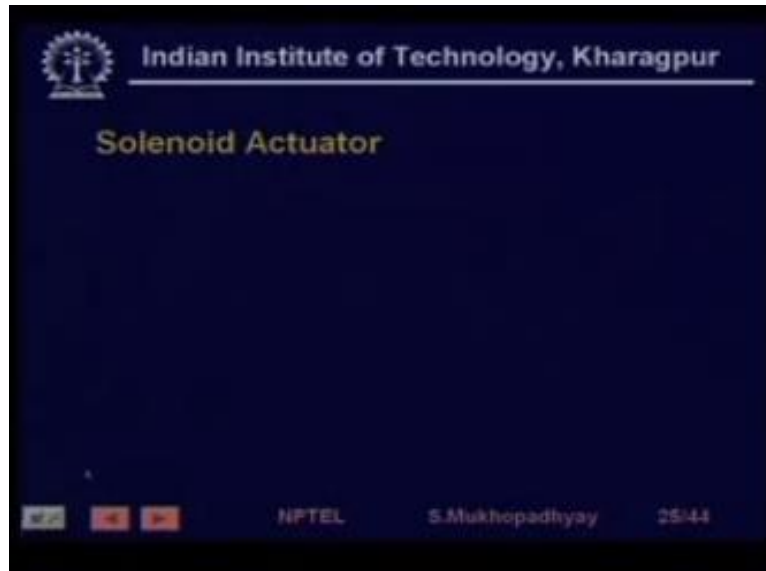 Indian Institute of Technology, Kharagpur
Solenoid Actuator
NPTEL S.Mukhopadhyay 25/44